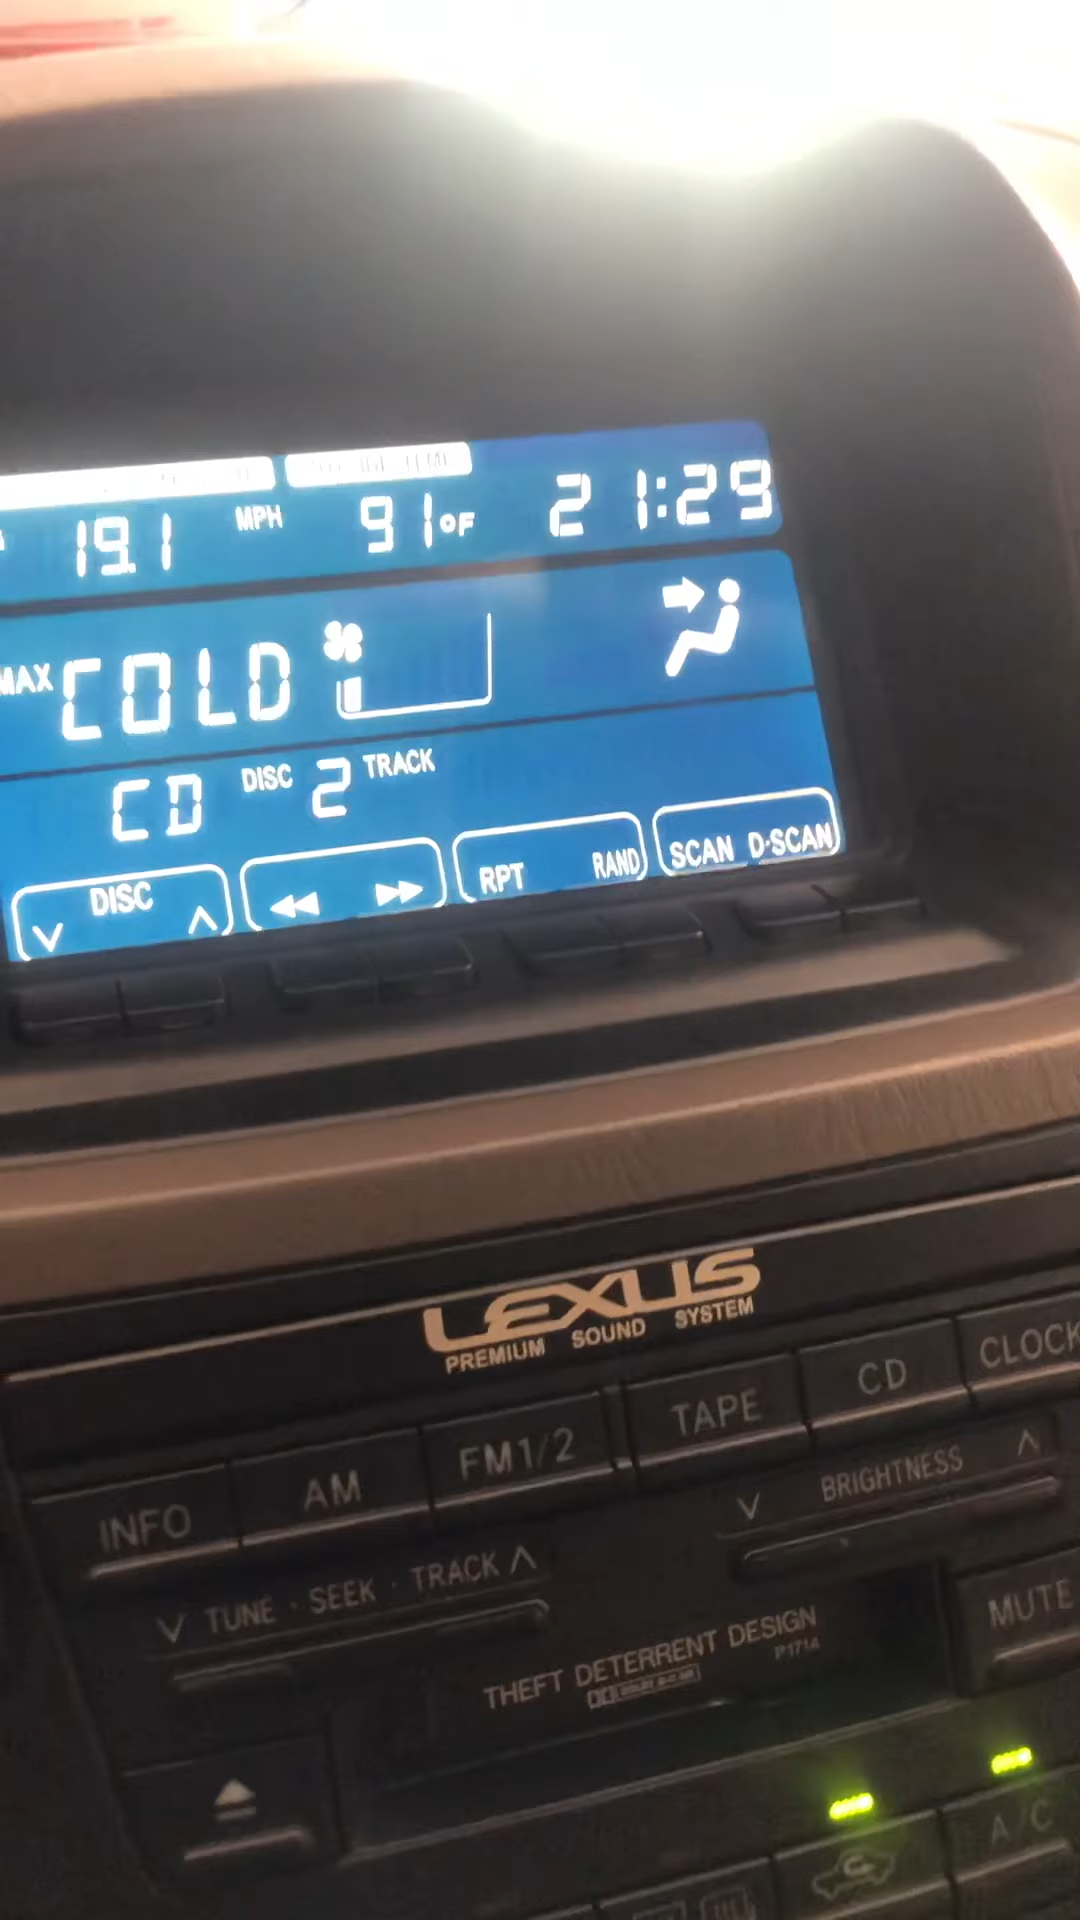 19.1 MPH 91°F 21:29
MAX COLD
CD DISC 2 TRACK
DISC RPT RAND SCAN D·SCAN
LEXUS
PREMIUM SOUND SYSTEM
INFO AM FM1/2 TAPE CD CLOCK
BRIGHTNESS
TUNE · SEEK · TRACK
MUTE
THEFT DETERRENT DESIGN
P1714
A/C